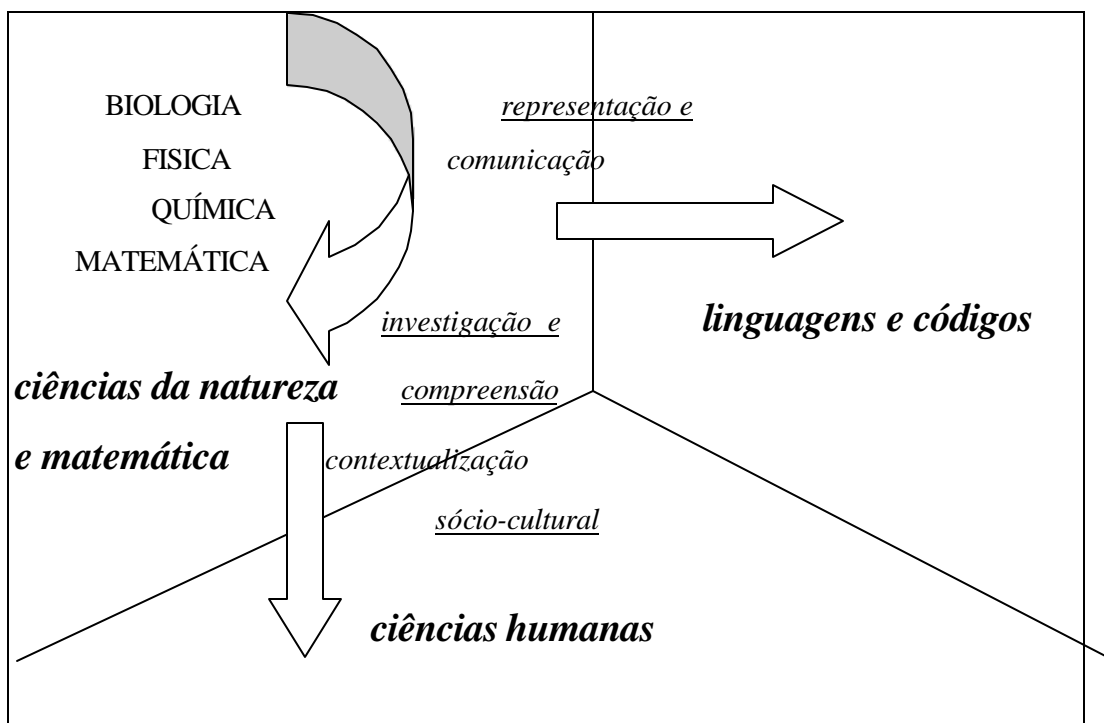 BIOLOGIA
FISICA
QUÍMICA
MATEMÁTICA
representação e
comunicação
investigação e
compreensão
linguagens e códigos
ciências da natureza
e matemática
contextualização
sócio-cultural
ciências humanas